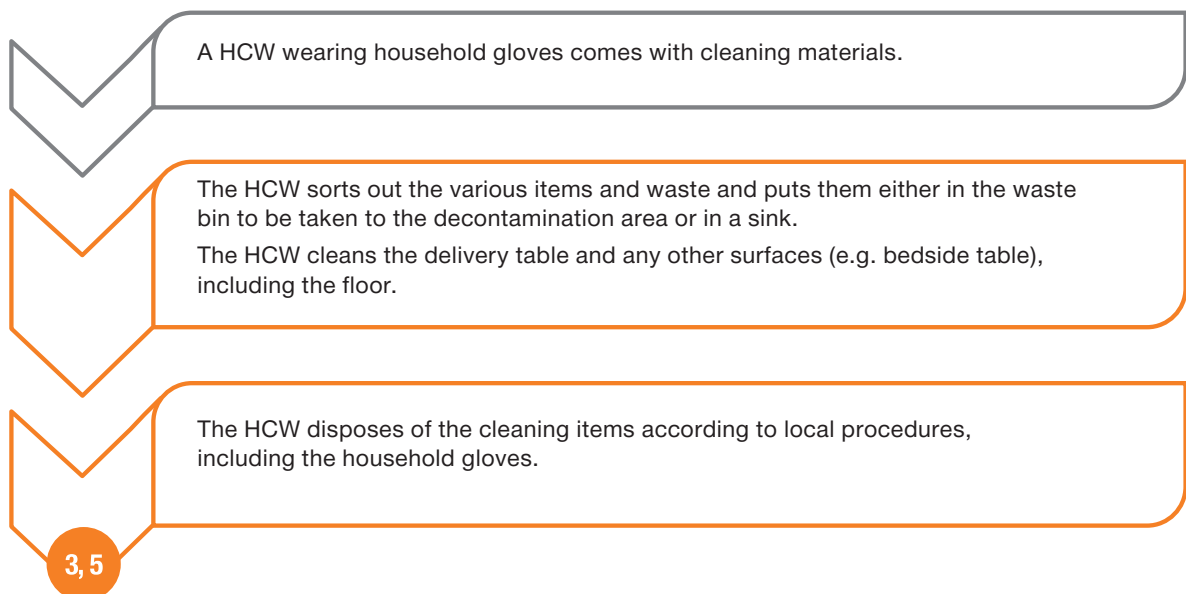 A HCW wearing household gloves comes with cleaning materials.
The HCW sorts out the various items and waste and puts them either in the waste
bin to be taken to the decontamination area or in a sink.
The HCW cleans the delivery table and any other surfaces (e.g. bedside table),
including the floor.
The HCW disposes of the cleaning items according to local procedures,
including the household gloves.
3, 5